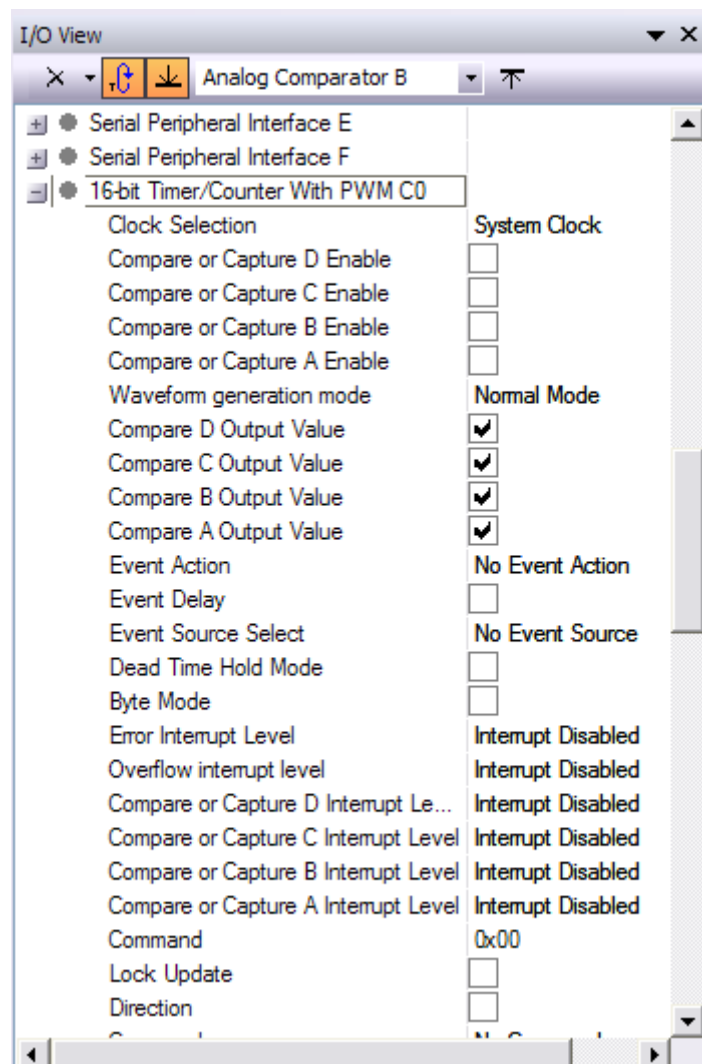 I/O View
Analog Comparator B
Serial Peripheral Interface E
Serial Peripheral Interface F
16-bit Timer/Counter With PWM C0
Clock Selection System Clock
Compare or Capture D Enable
Compare or Capture C Enable
Compare or Capture B Enable
Compare or Capture A Enable
Waveform generation mode Normal Mode
Compare D Output Value
Compare C Output Value
Compare B Output Value
Compare A Output Value
Event Action No Event Action
Event Delay
Event Source Select No Event Source
Dead Time Hold Mode
Byte Mode
Error Interrupt Level Interrupt Disabled
Overflow interrupt level Interrupt Disabled
Compare or Capture D Interrupt Le... Interrupt Disabled
Compare or Capture C Interrupt Level Interrupt Disabled
Compare or Capture B Interrupt Level Interrupt Disabled
Compare or Capture A Interrupt Level Interrupt Disabled
Command 0x00
Lock Update
Direction